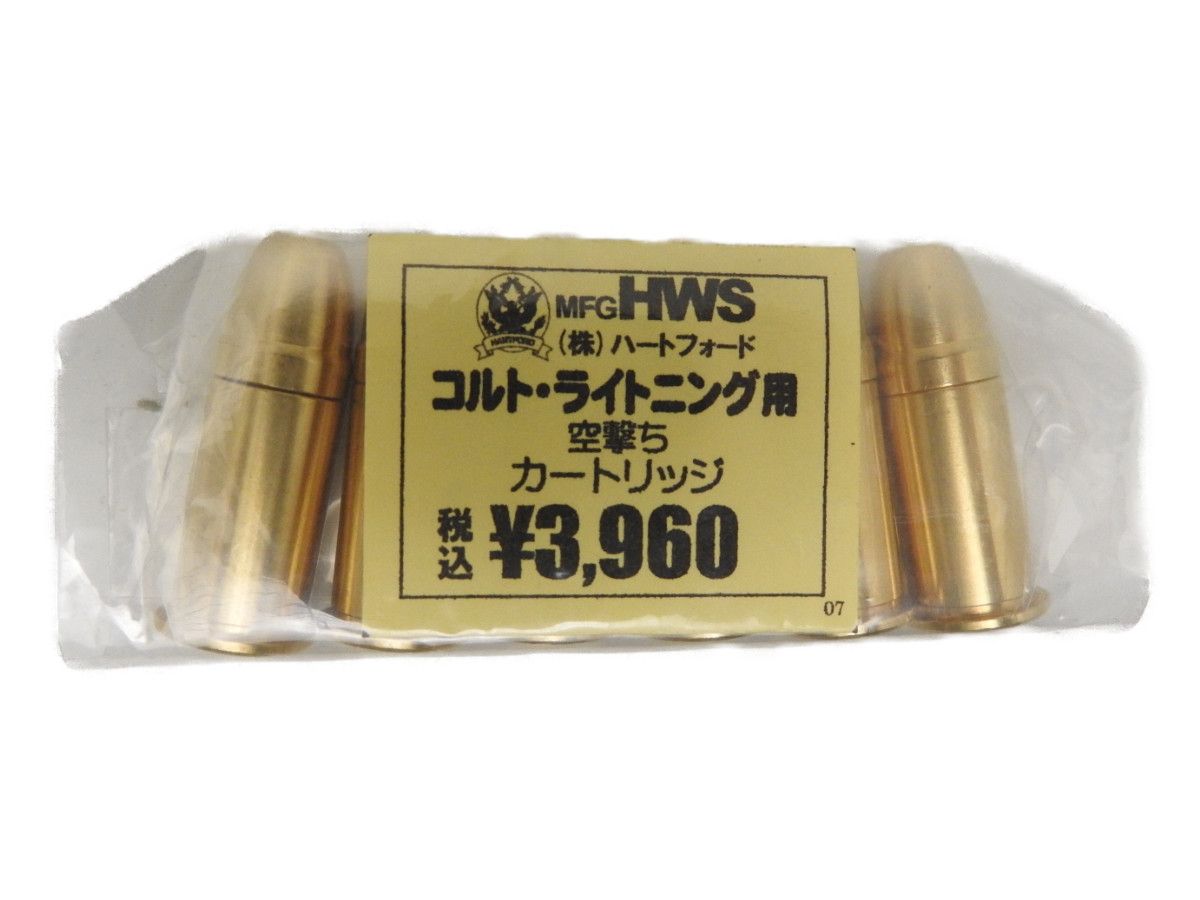 MFG HWS
HARTFORD
(株)ハートフォード
コルト・ライトニング用
空撃ち
カートリッジ
税込 ¥3,960
07